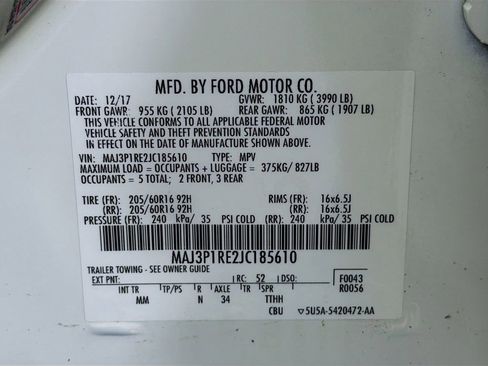 MFD. BY FORD MOTOR CO.
DATE: 12/17 GVWR: 1810 KG ( 3990 LB)
FRONT GAWR: 955 KG ( 2105 LB) REAR GAWR: 865 KG ( 1907 LB)
THIS VEHICLE CONFORMS TO ALL APPLICABLE FEDERAL MOTOR
VEHICLE SAFETY AND THEFT PREVENTION STANDARDS
IN EFFECT ON THE DATE OF MANUFACTURE SHOWN ABOVE.
VIN: MAJ3P1RE2JC185610 TYPE: MPV
MAXIMUM LOAD = OCCUPANTS + LUGGAGE = 375KG/ 827LB
OCCUPANTS = 5 TOTAL; 2 FRONT, 3 REAR
TIRE (FR): 205/60R16 92H RIMS (FR): 16x6.5J
(RR): 205/60R16 92H (RR): 16x6.5J
PRESSURE (FR): 240 kPa/ 35 PSI COLD (RR): 240 kPa/ 35 PSI COLD
MAJ3P1RE2JC185610
TRAILER TOWING - SEE OWNER GUIDE
EXT PNT: RC: 52 DSO: F0043
INT TR TP/PS R AXLE TR SPR R0056
MM N 34 TTHH
CBU ▽5U5A-5420472-AA